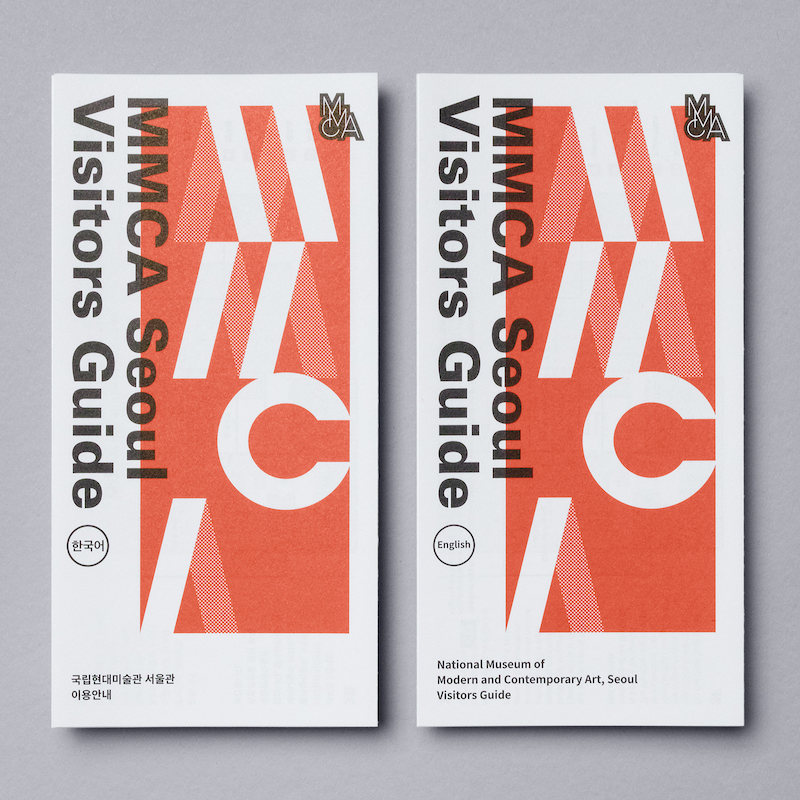 MMCA Seoul
Visitors Guide
MMCA
MMCA
한국어
국립현대미술관 서울관
이용안내
MMCA Seoul
Visitors Guide
MMCA
MMCA
English
National Museum of
Modern and Contemporary Art, Seoul
Visitors Guide